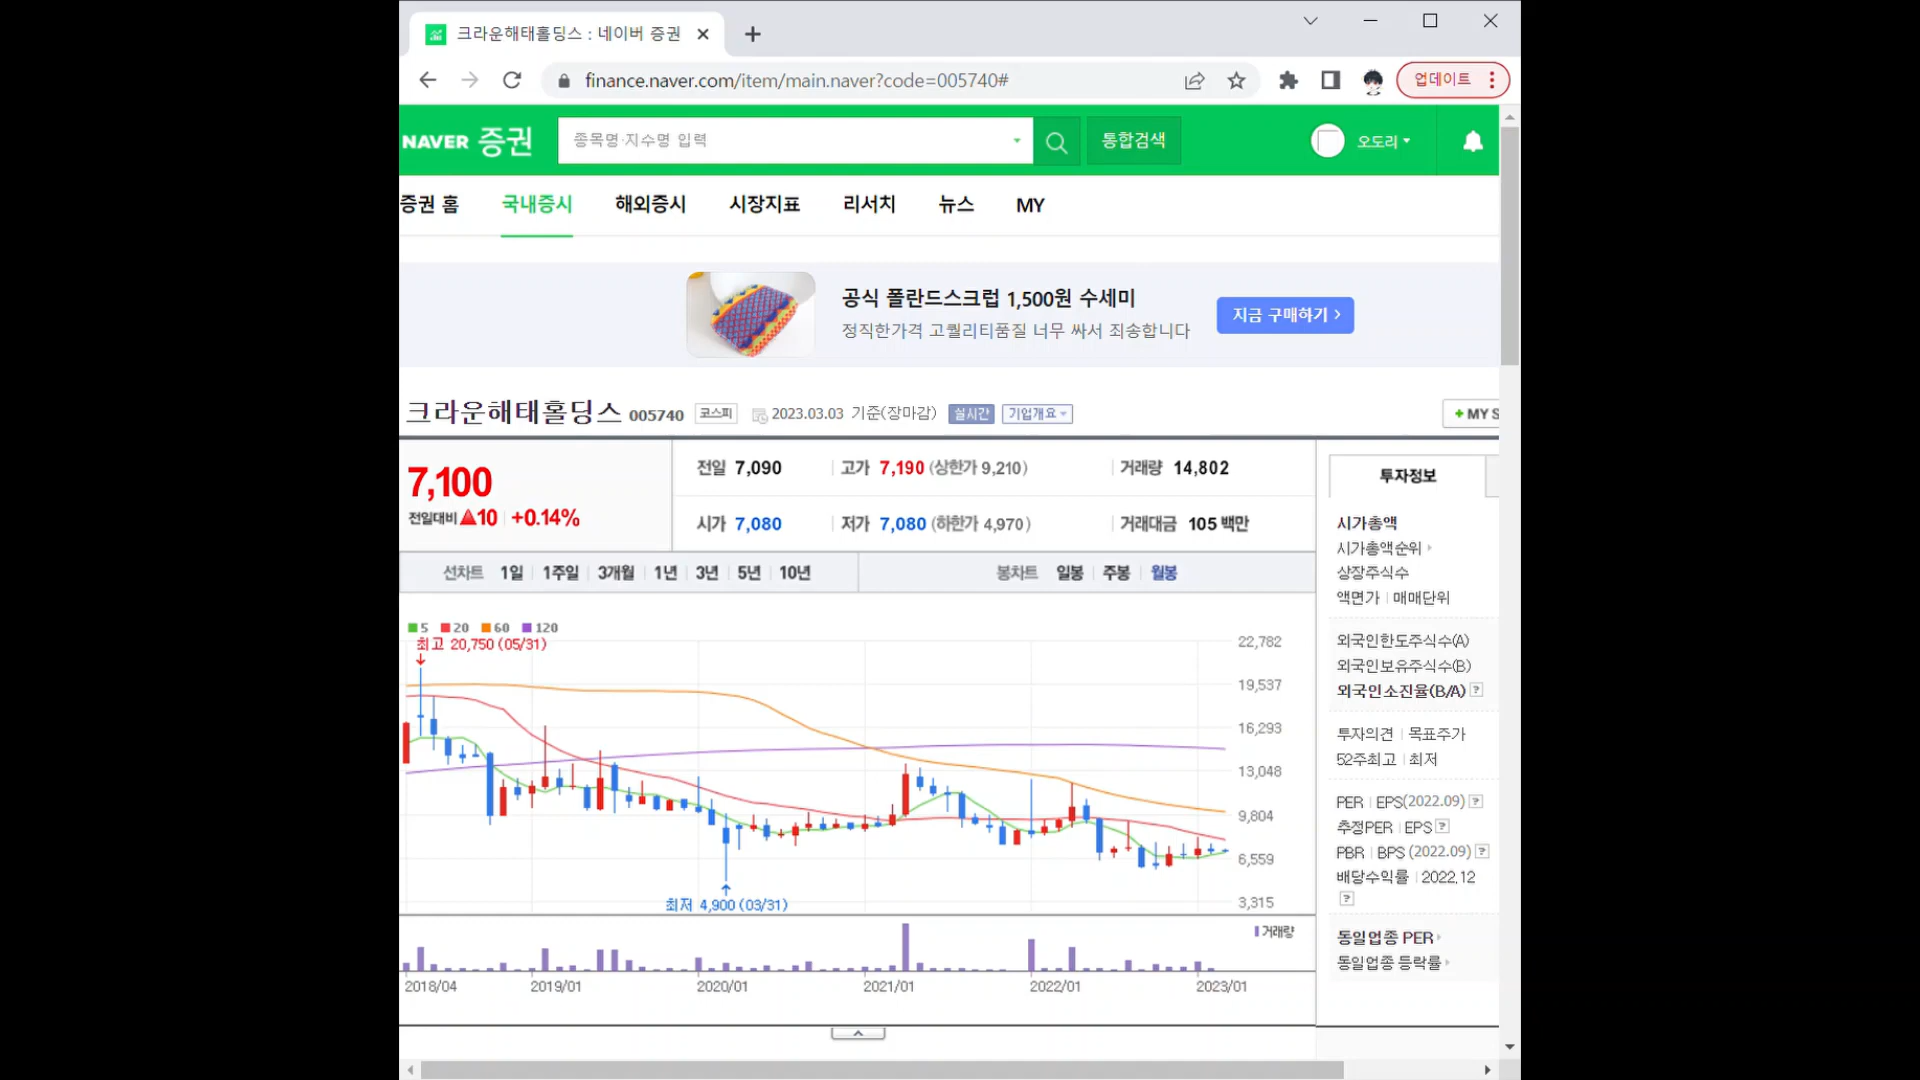 크라운해태홀딩스 : 네이버 증권
finance.naver.com/item/main.naver?code=005740#
업데이트
NAVER 증권
종목명·지수명 입력
통합검색
오도리
증권 홈 국내증시 해외증시 시장지표 리서치 뉴스 MY
공식 폴란드스크럽 1,500원 수세미
정직한가격 고퀄리티품질 너무 싸서 죄송합니다
지금 구매하기 >
크라운해태홀딩스 005740 코스피 2023.03.03 기준(장마감) 실시간 기업개요
+ MY S
7,100
전일대비 ▲10 +0.14%
전일 7,090 고가 7,190 (상한가 9,210) 거래량 14,802
시가 7,080 저가 7,080 (하한가 4,970) 거래대금 105 백만
선차트 1일 1주일 3개월 1년 3년 5년 10년
봉차트 일봉 주봉 월봉
5 20 60 120
최고 20,750 (05/31)
22,782
19,537
16,293
13,048
9,804
6,559
3,315
최저 4,900 (03/31)
거래량
2018/04 2019/01 2020/01 2021/01 2022/01 2023/01
투자정보
시가총액
시가총액순위
상장주식수
액면가 | 매매단위
외국인한도주식수(A)
외국인보유주식수(B)
외국인소진율(B/A) ?
투자의견 | 목표주가
52주최고 | 최저
PER | EPS(2022.09) ?
추정PER | EPS ?
PBR | BPS (2022.09) ?
배당수익률 | 2022.12
?
동일업종 PER
동일업종 등락률